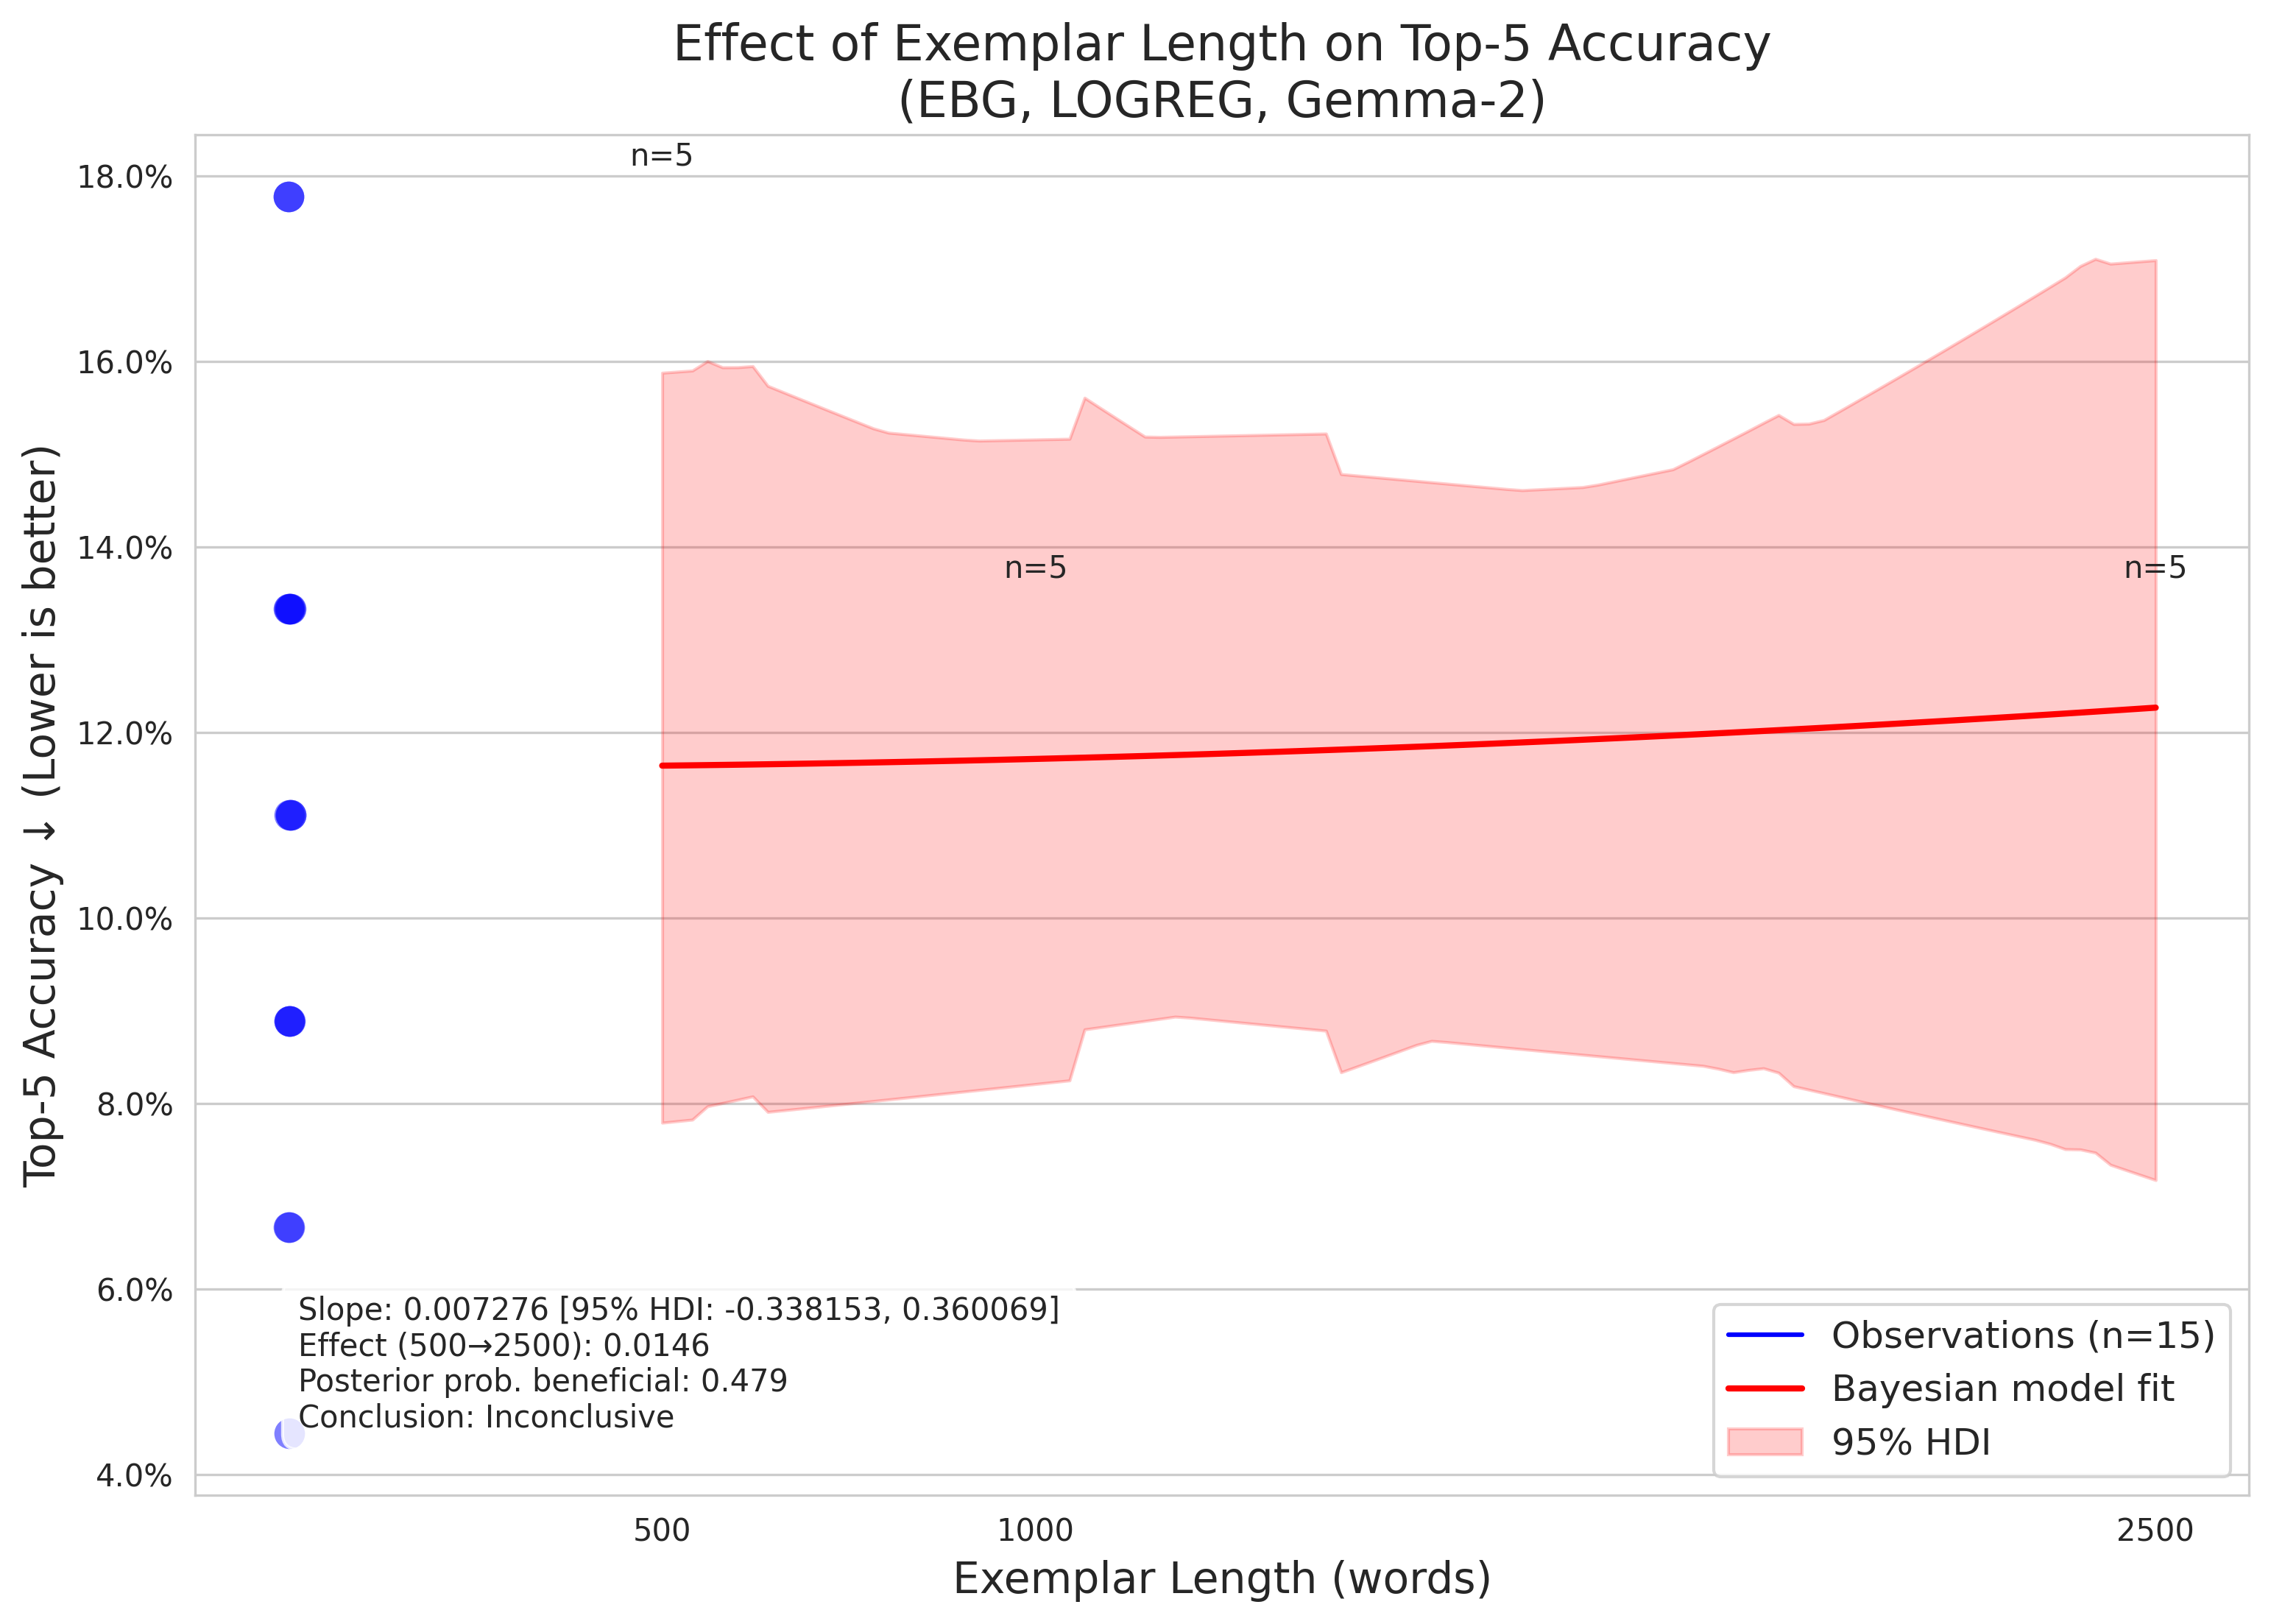 Effect of Exemplar Length on Top-5 Accuracy
(EBG, LOGREG, Gemma-2)
n=5
n=5
n=5
18.0%
16.0%
14.0%
12.0%
10.0%
8.0%
6.0%
4.0%
Top-5 Accuracy ↓ (Lower is better)
Slope: 0.007276 [95% HDI: -0.338153, 0.360069]
Effect (500→2500): 0.0146
Posterior prob. beneficial: 0.479
Conclusion: Inconclusive
Observations (n=15)
Bayesian model fit
95% HDI
500
1000
2500
Exemplar Length (words)